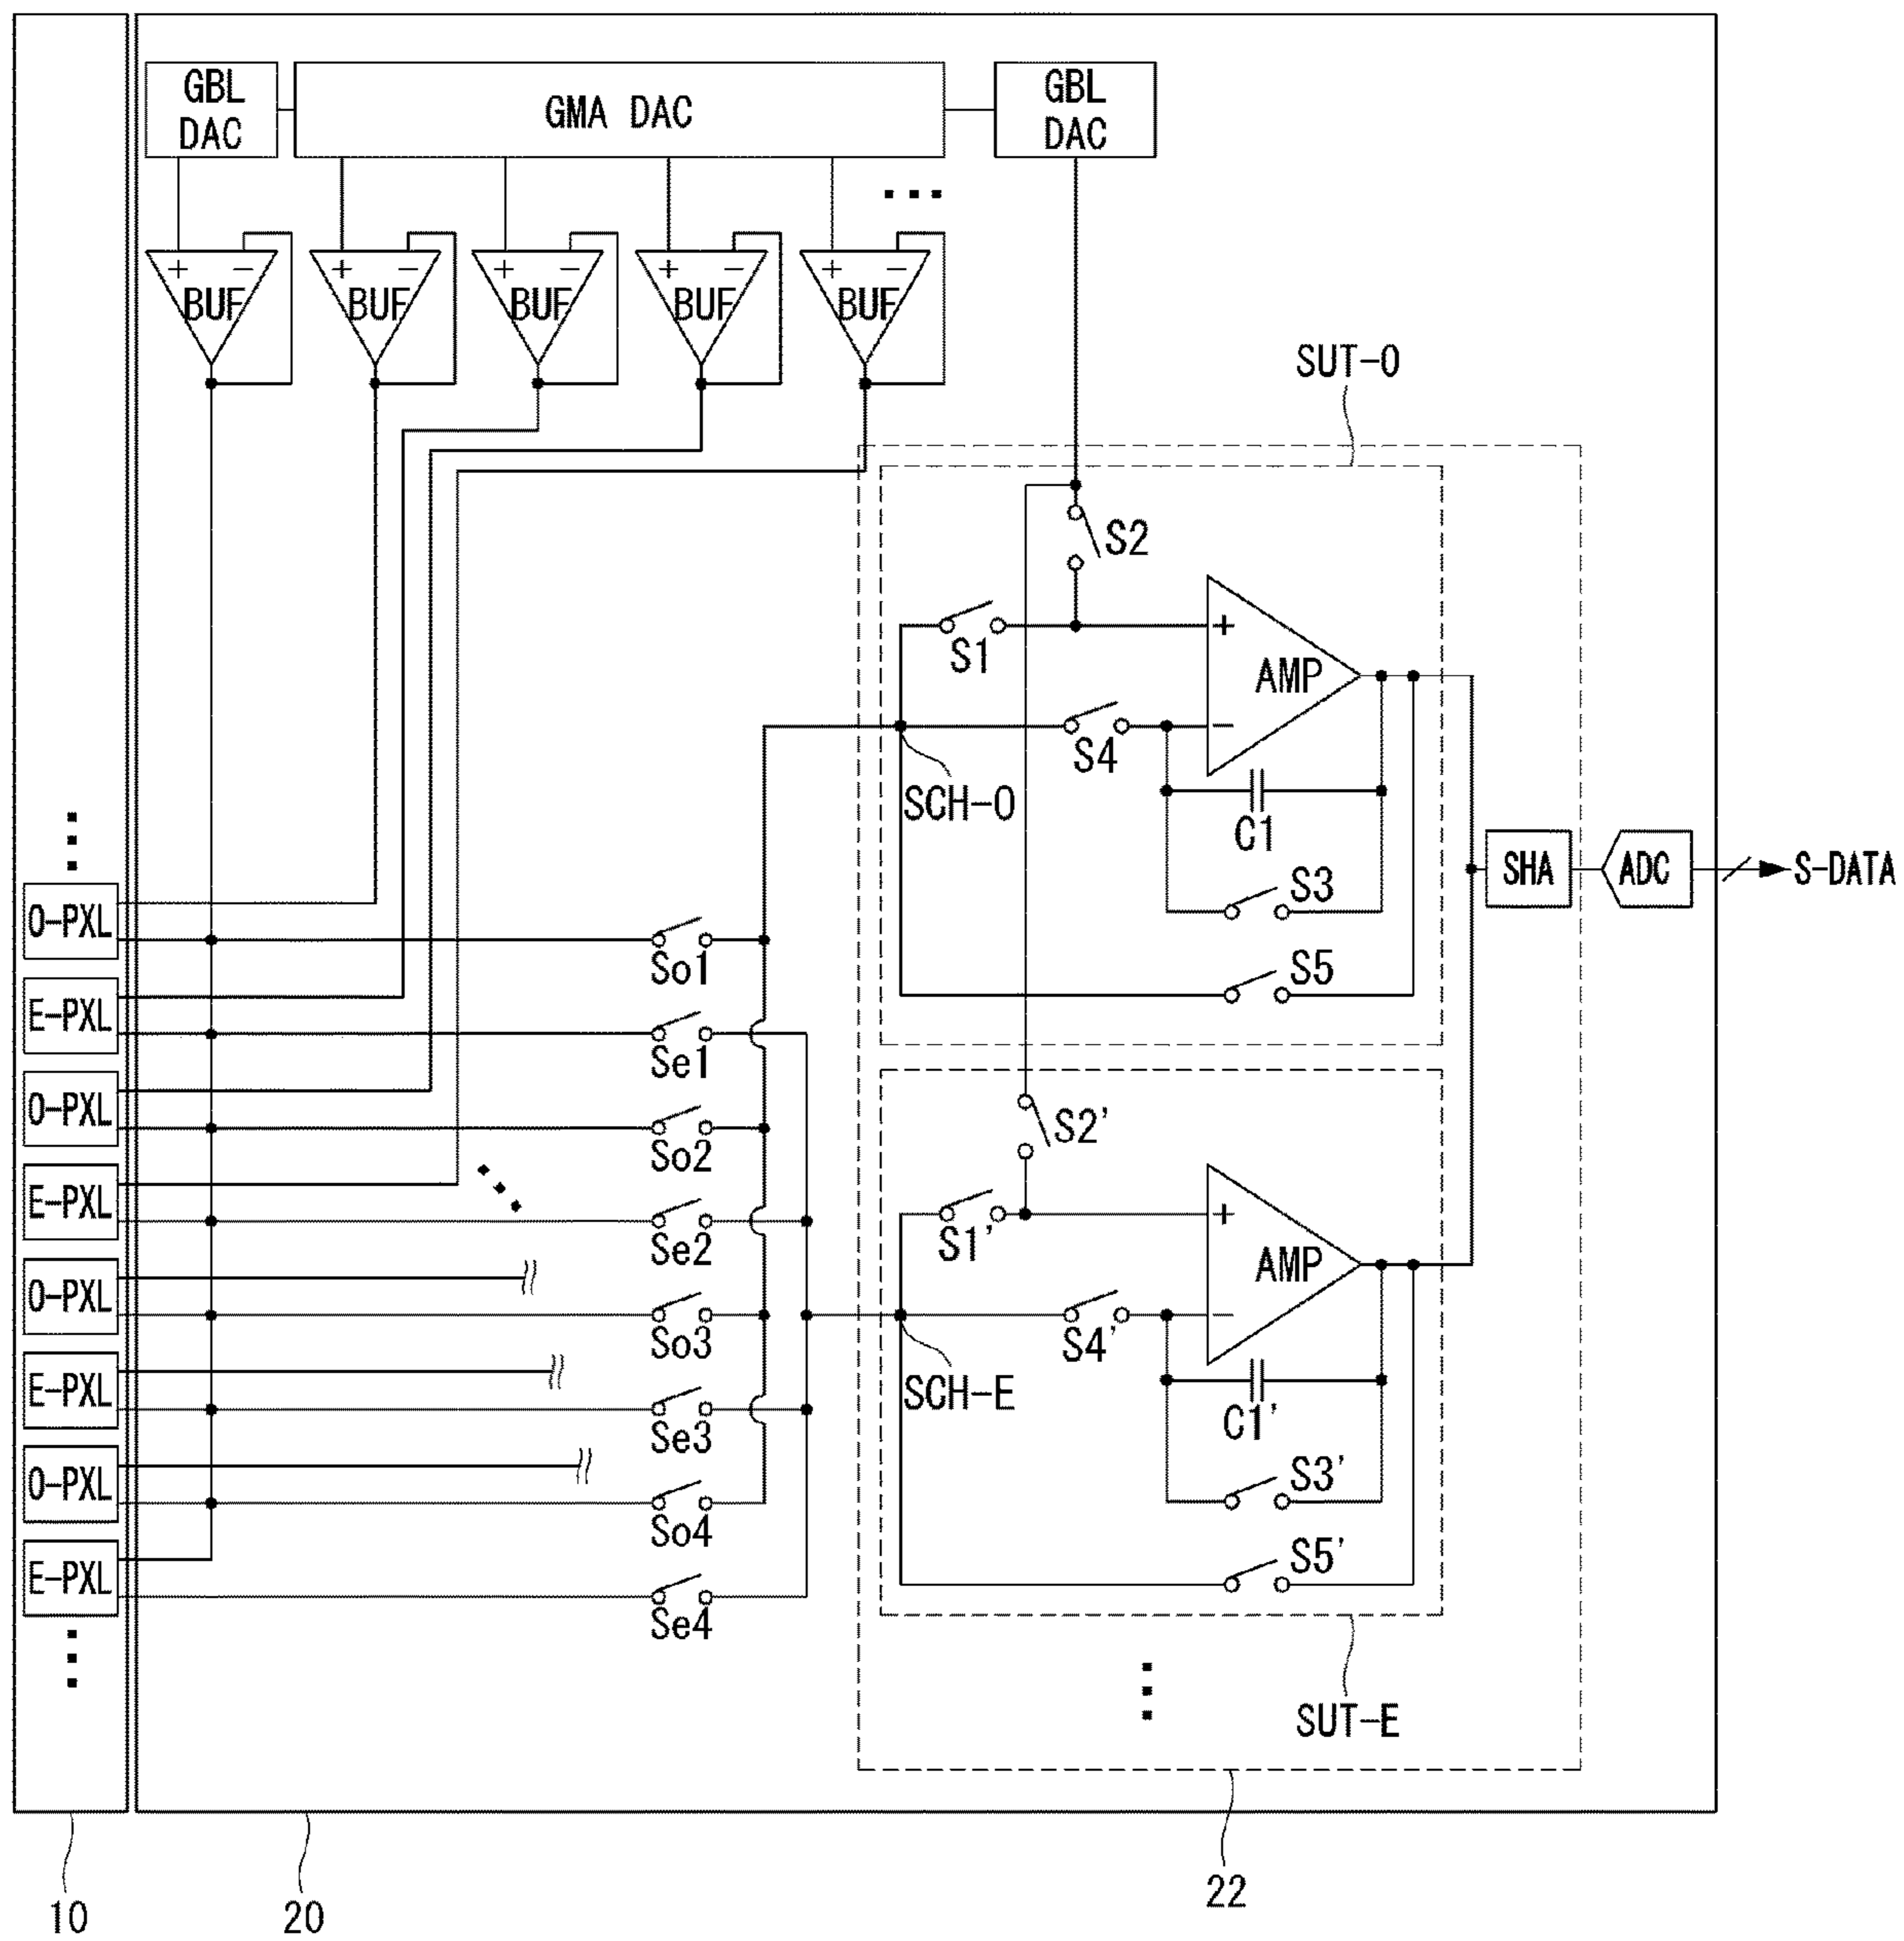 GBL
DAC
GMA DAC
GBL
DAC
+ −
BUF
+ −
BUF
+ −
BUF
+ −
BUF
+ −
BUF
SUT-O
S2
S1
+
AMP
−
S4
SCH-O
C1
S3
S5
SHA
ADC
S-DATA
O-PXL
So1
E-PXL
Se1
O-PXL
So2
E-PXL
Se2
O-PXL
So3
E-PXL
Se3
O-PXL
So4
E-PXL
Se4
S2'
S1'
+
AMP
−
S4'
SCH-E
C1'
S3'
S5'
SUT-E
10
20
22